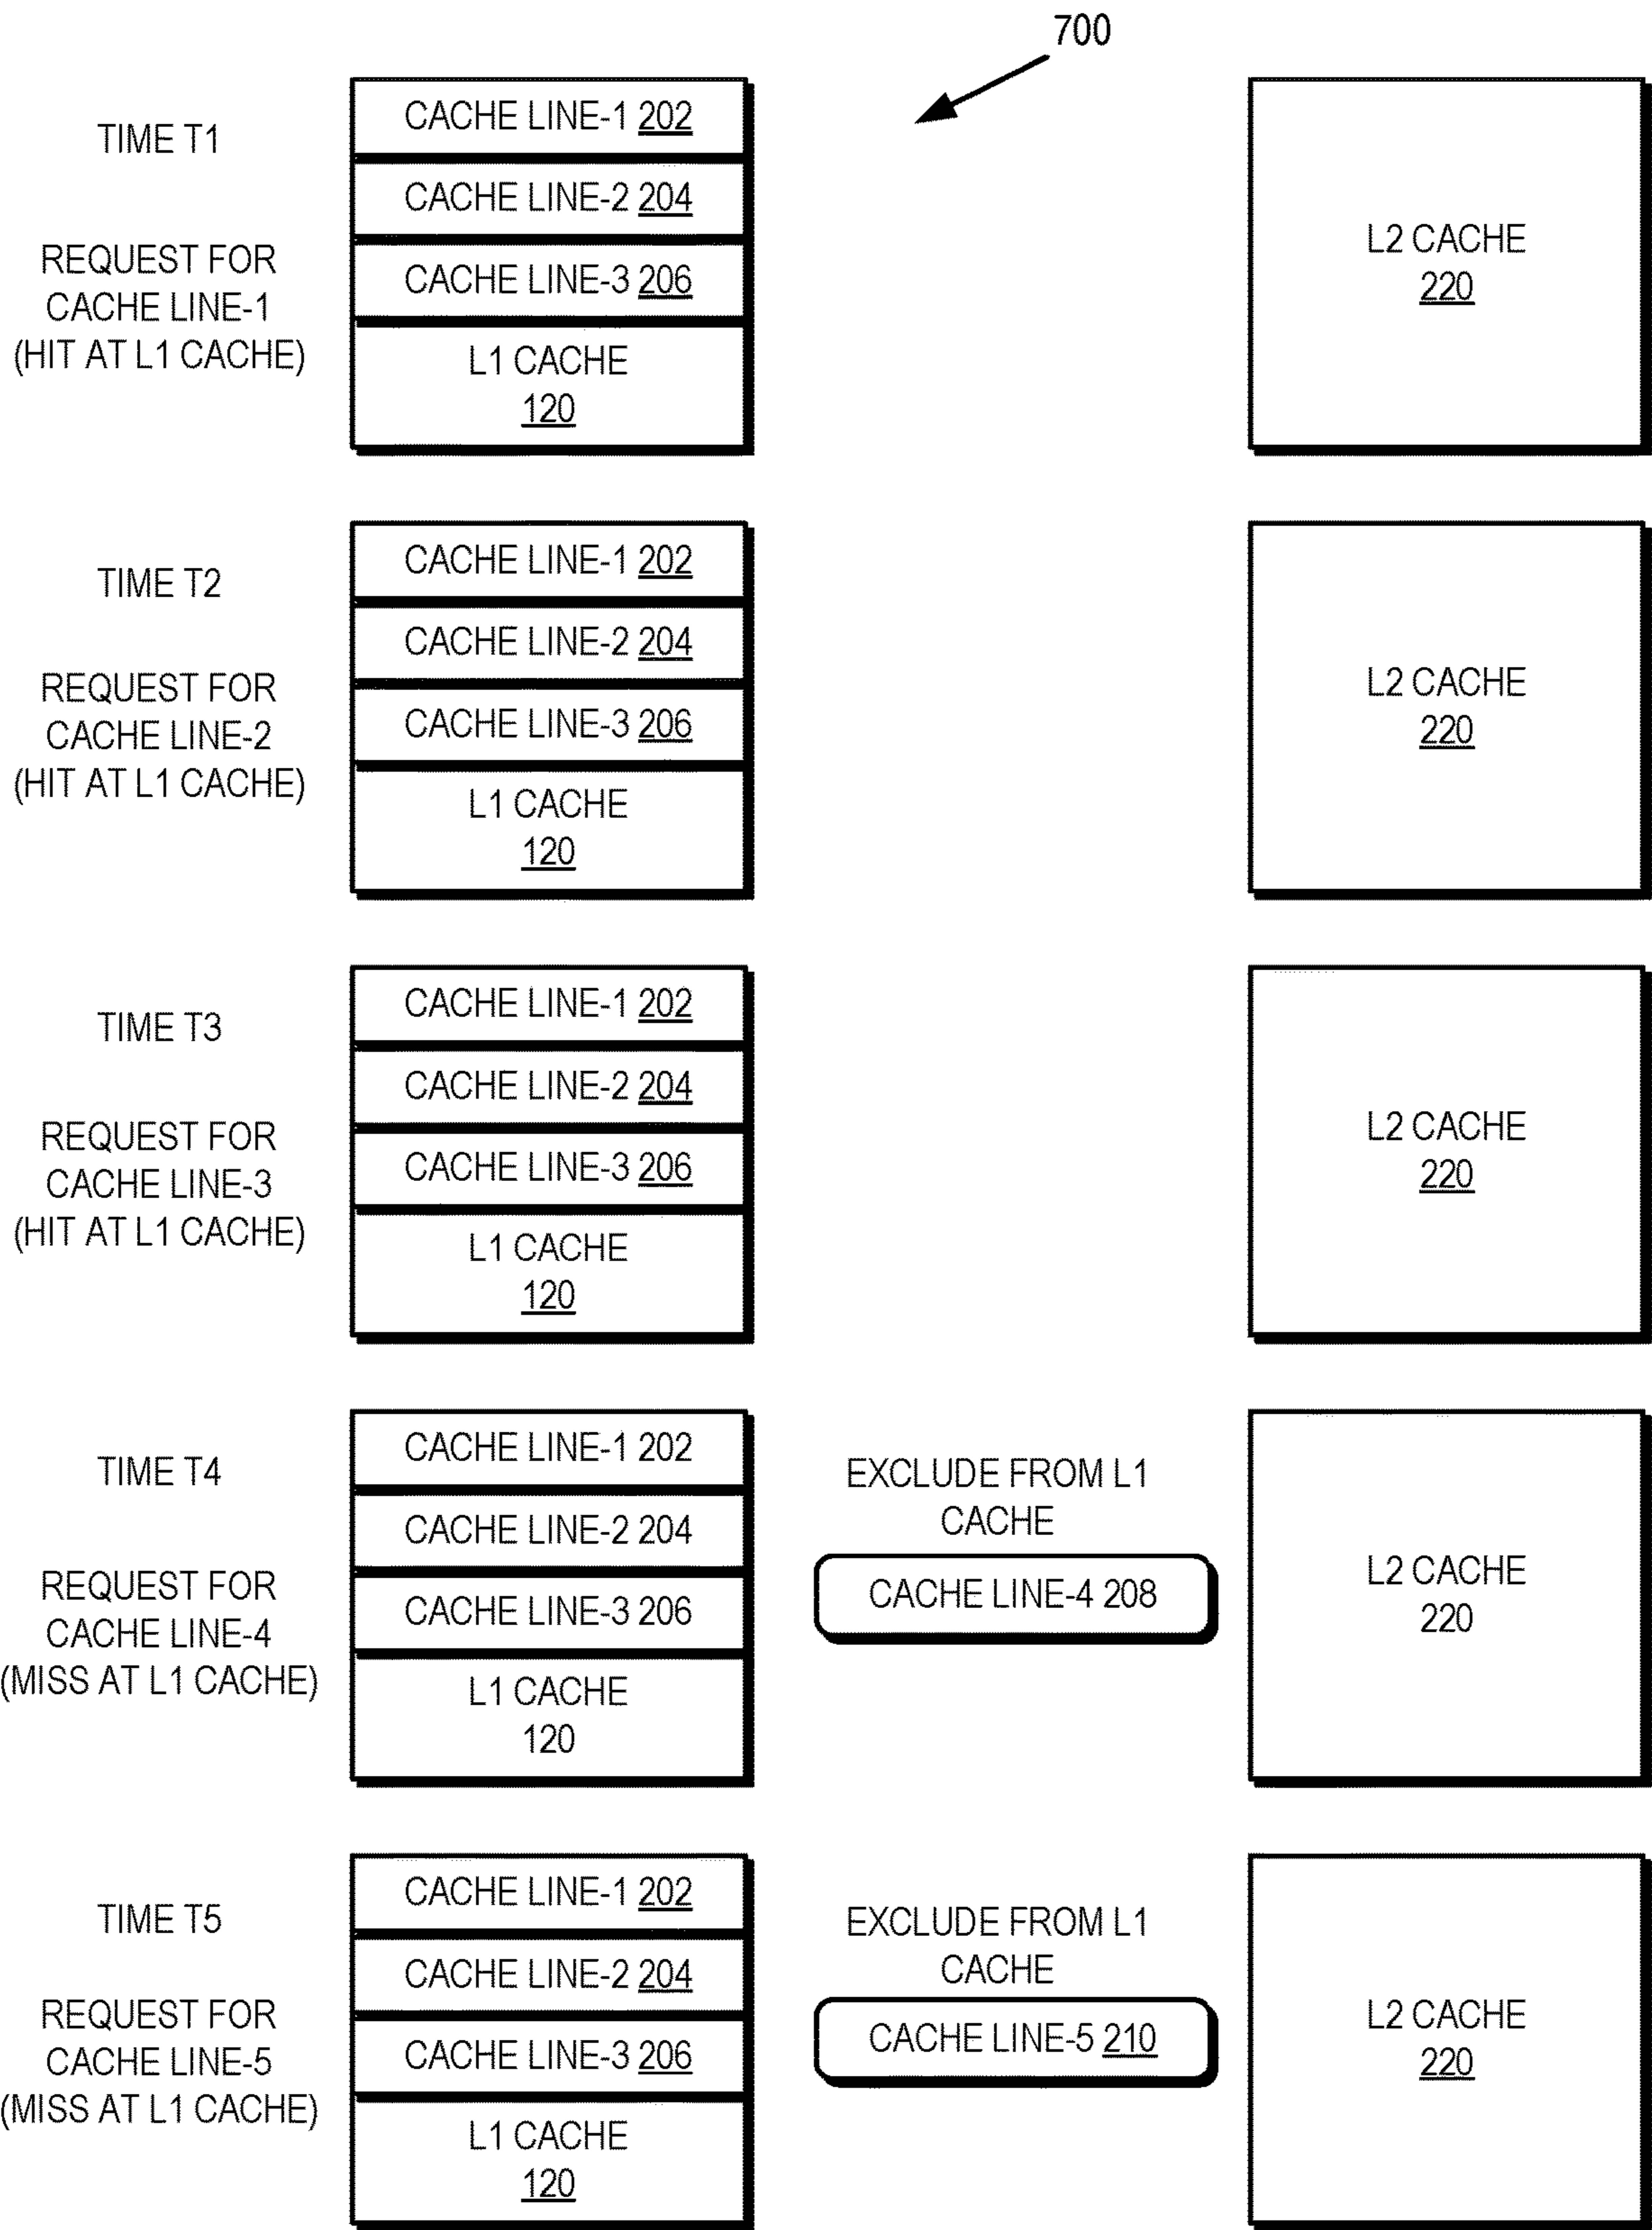 700
TIME T1
REQUEST FOR
CACHE LINE-1
(HIT AT L1 CACHE)
CACHE LINE-1 202
CACHE LINE-2 204
CACHE LINE-3 206
L1 CACHE
120
L2 CACHE
220
TIME T2
REQUEST FOR
CACHE LINE-2
(HIT AT L1 CACHE)
CACHE LINE-1 202
CACHE LINE-2 204
CACHE LINE-3 206
L1 CACHE
120
L2 CACHE
220
TIME T3
REQUEST FOR
CACHE LINE-3
(HIT AT L1 CACHE)
CACHE LINE-1 202
CACHE LINE-2 204
CACHE LINE-3 206
L1 CACHE
120
L2 CACHE
220
TIME T4
REQUEST FOR
CACHE LINE-4
(MISS AT L1 CACHE)
CACHE LINE-1 202
CACHE LINE-2 204
CACHE LINE-3 206
L1 CACHE
120
EXCLUDE FROM L1
CACHE
CACHE LINE-4 208
L2 CACHE
220
TIME T5
REQUEST FOR
CACHE LINE-5
(MISS AT L1 CACHE)
CACHE LINE-1 202
CACHE LINE-2 204
CACHE LINE-3 206
L1 CACHE
120
EXCLUDE FROM L1
CACHE
CACHE LINE-5 210
L2 CACHE
220